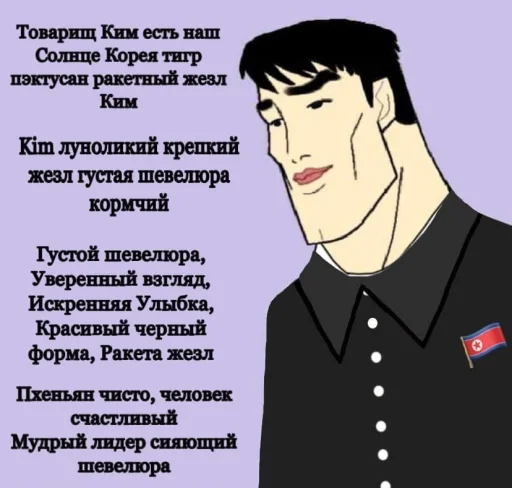 Товарищ Ким есть наш
Солнце Корея тигр
пэктусан ракетный жезл
Ким
Kim луноликий крепкий
жезл густая шевелюра
кормчий
Густой шевелюра,
Уверенный взгляд,
Искренняя Улыбка,
Красивый черный
форма, Ракета жезл
Пхеньян чисто, человек
счастливый
Мудрый лидер сияющий
шевелюра